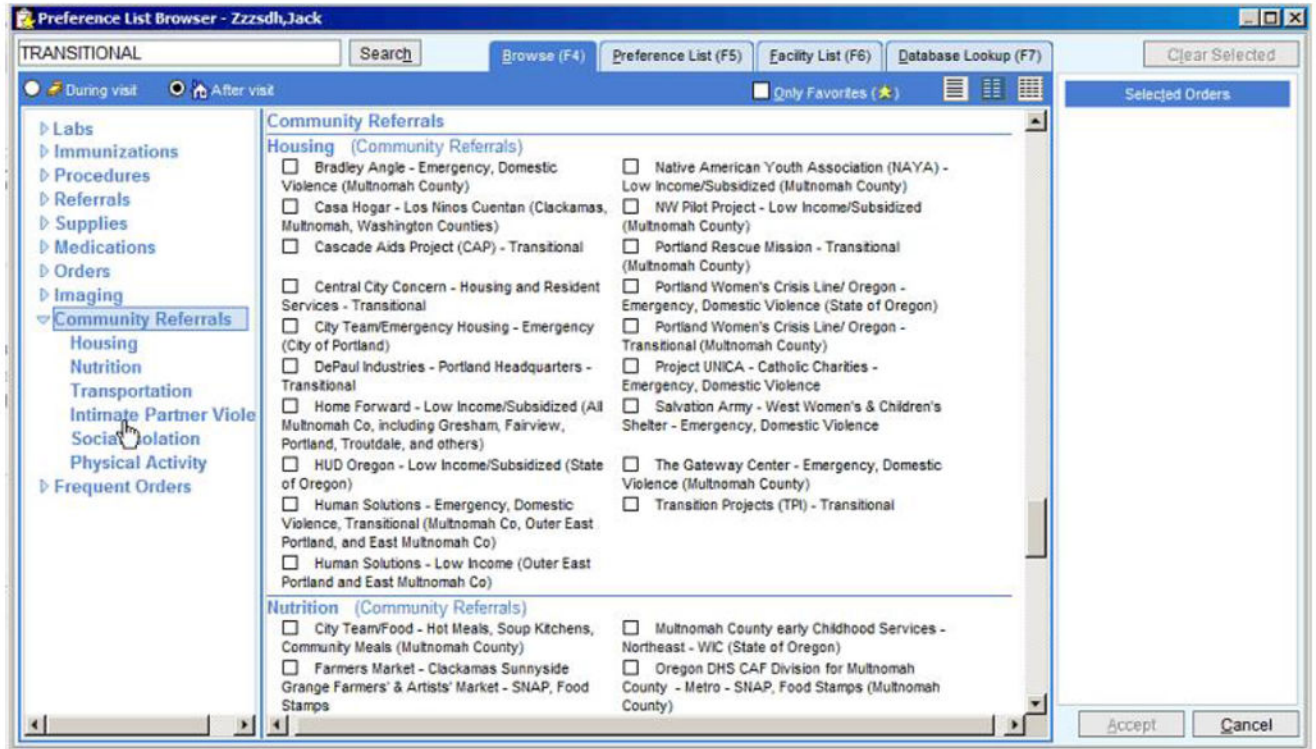 Preference List Browser - Zzzsdh,Jack
TRANSITIONAL
Search
Browse (F4)
Preference List (F5)
Facility List (F6)
Database Lookup (F7)
Clear Selected
During visit
After visit
Only Favorites ( )
Selected Orders
Labs
Immunizations
Procedures
Referrals
Supplies
Medications
Orders
Imaging
Community Referrals
Housing
Nutrition
Transportation
Intimate Partner Viole
Social
olation
Physical Activity
Frequent Orders
Community Referrals
Housing (Community Referrals)
Bradley Angle - Emergency, Domestic
Violence (Multnomah County)
Casa Hogar - Los Ninos Cuentan (Clackamas,
Multnomah, Washington Counties)
Cascade Aids Project (CAP) - Transitional
Central City Concern - Housing and Resident
Services - Transitional
City Team/Emergency Housing - Emergency
(City of Portland)
DePaul Industries - Portland Headquarters -
Transitional
Home Forward - Low Income/Subsidized (All
Multnomah Co, including Gresham, Fairview,
Portland, Troutdale, and others)
HUD Oregon - Low Income/Subsidized (State
of Oregon)
Human Solutions - Emergency, Domestic
Violence, Transitional (Multnomah Co, Outer East
Portland, and East Multnomah Co)
Human Solutions - Low Income (Outer East
Portland and East Multnomah Co)
Native American Youth Association (NAYA) -
Low Income/Subsidized (Multnomah County)
NW Pilot Project - Low Income/Subsidized
(Multnomah County)
Portland Rescue Mission - Transitional
(Multnomah County)
Portland Women's Crisis Line/ Oregon -
Emergency, Domestic Violence (State of Oregon)
Portland Women's Crisis Line/ Oregon -
Transitional (Multnomah County)
Project UNICA - Catholic Charities -
Emergency, Domestic Violence
Salvation Army - West Women's & Children's
Shelter - Emergency, Domestic Violence
The Gateway Center - Emergency, Domestic
Violence (Multnomah County)
Transition Projects (TPI) - Transitional
Nutrition (Community Referrals)
City Team/Food - Hot Meals, Soup Kitchens,
Community Meals (Multnomah County)
Farmers Market - Clackamas Sunnyside
Grange Farmers' & Artists' Market - SNAP, Food
Stamps
Multnomah County early Childhood Services -
Northeast - WIC (State of Oregon)
Oregon DHS CAF Division for Multnomah
County - Metro - SNAP, Food Stamps (Multnomah
County)
Accept
Cancel